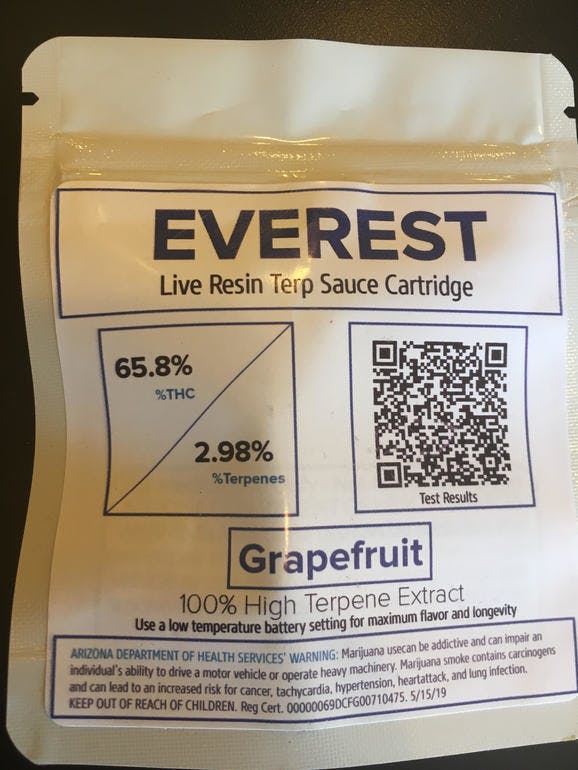 EVEREST
Live Resin Terp Sauce Cartridge
65.8%
%THC
2.98%
%Terpenes
Test Results
Grapefruit
100% High Terpene Extract
Use a low temperature battery setting for maximum flavor and longevity
ARIZONA DEPARTMENT OF HEALTH SERVICES' WARNING: Marijuana usecan be addictive and can impair an
individual's ability to drive a motor vehicle or operate heavy machinery. Marijuana smoke contains carcinogens
and can lead to an increased risk for cancer, tachycardia, hypertension, heartattack, and lung infection.
KEEP OUT OF REACH OF CHILDREN. Reg Cert. 00000069DCFG00710475. 5/15/19